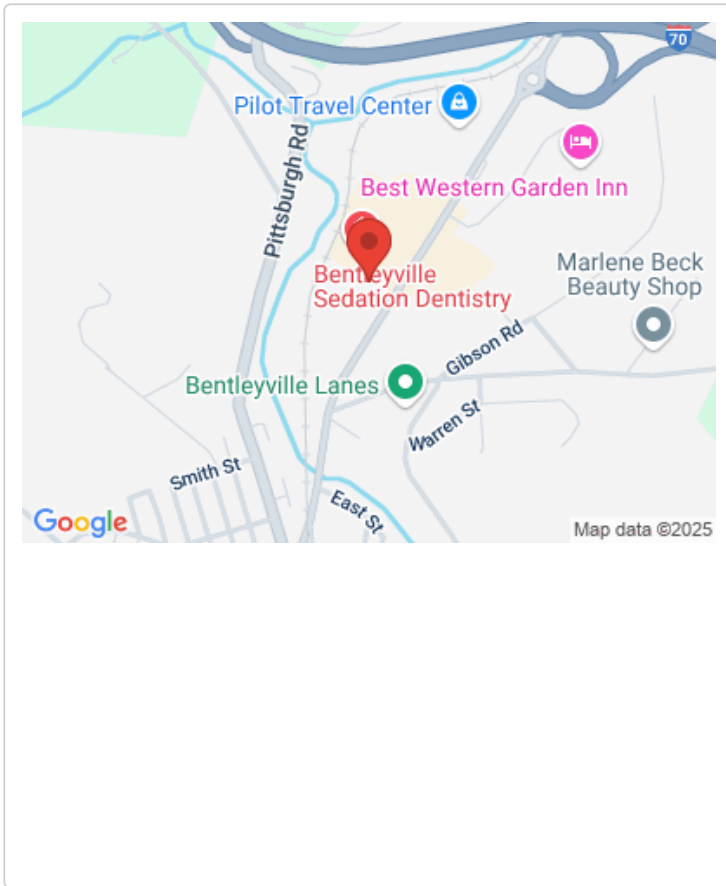 70
Pilot Travel Center
Pittsburgh Rd
Best Western Garden Inn
Bentleyville
Sedation Dentistry
Marlene Beck
Beauty Shop
Gibson Rd
Bentleyville Lanes
Warren St
Smith St
East St
Google
Map data ©2025